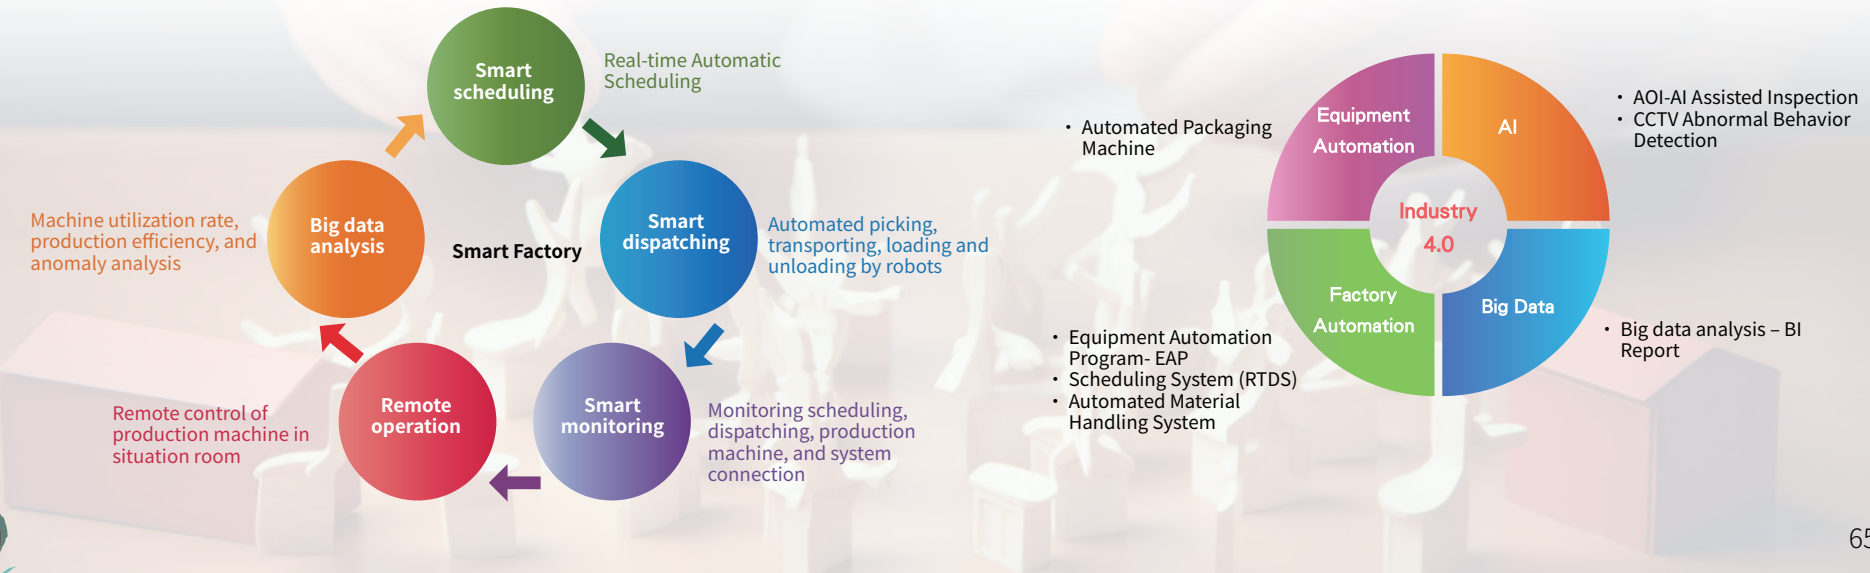 Smart
scheduling
Real-time Automatic
Scheduling
Smart
dispatching
Automated picking,
transporting, loading and
unloading by robots
Smart
monitoring
Monitoring scheduling,
dispatching, production
machine, and system
connection
Remote
operation
Remote control of
production machine in
situation room
Big data
analysis
Machine utilization rate,
production efficiency, and
anomaly analysis
Smart Factory
Equipment
Automation
• Automated Packaging
Machine
AI
• AOI-AI Assisted Inspection
• CCTV Abnormal Behavior
Detection
Industry
4.0
Factory
Automation
• Equipment Automation
Program- EAP
• Scheduling System (RTDS)
• Automated Material
Handling System
Big Data
• Big data analysis – BI
Report
65